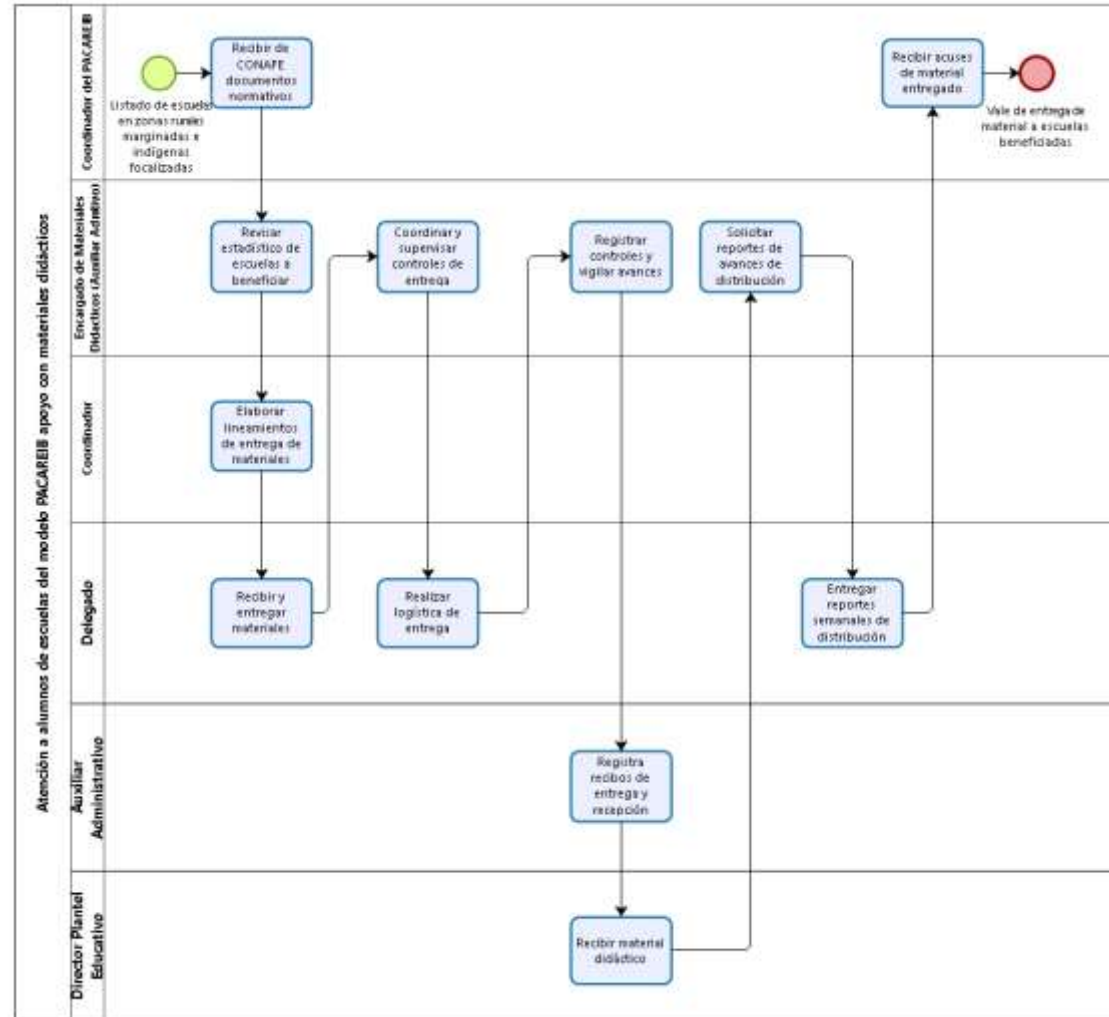 Atención a alumnos de escuelas del modelo PACAREIB apoyo con materiales didácticos
Coordinador del PACAREIB
Recibir de
CONAFE
documentos
normativos
Listado de escuelas
en zonas rurales
marginadas e
indígenas
focalizadas
Recibir acuses
de material
entregado
Vale de entrega de
material a escuelas
beneficiadas
Encargado de Materiales
Didacticos (Auxiliar Admtivo)
Revisar
estadístico de
escuelas a
beneficiar
Coordinar y
supervisar
controles de
entrega
Registrar
controles y
vigilar avances
Solicitar
reportes de
avances de
distribución
Coordinador
Elaborar
lineamientos
de entrega de
materiales
Delegado
Recibir y
entregar
materiales
Realizar
logística de
entrega
Entregar
reportes
semanales de
distribución
Auxiliar
Administrativo
Registra
recibos de
entrega y
recepción
Director Plantel
Educativo
Recibir material
didáctico